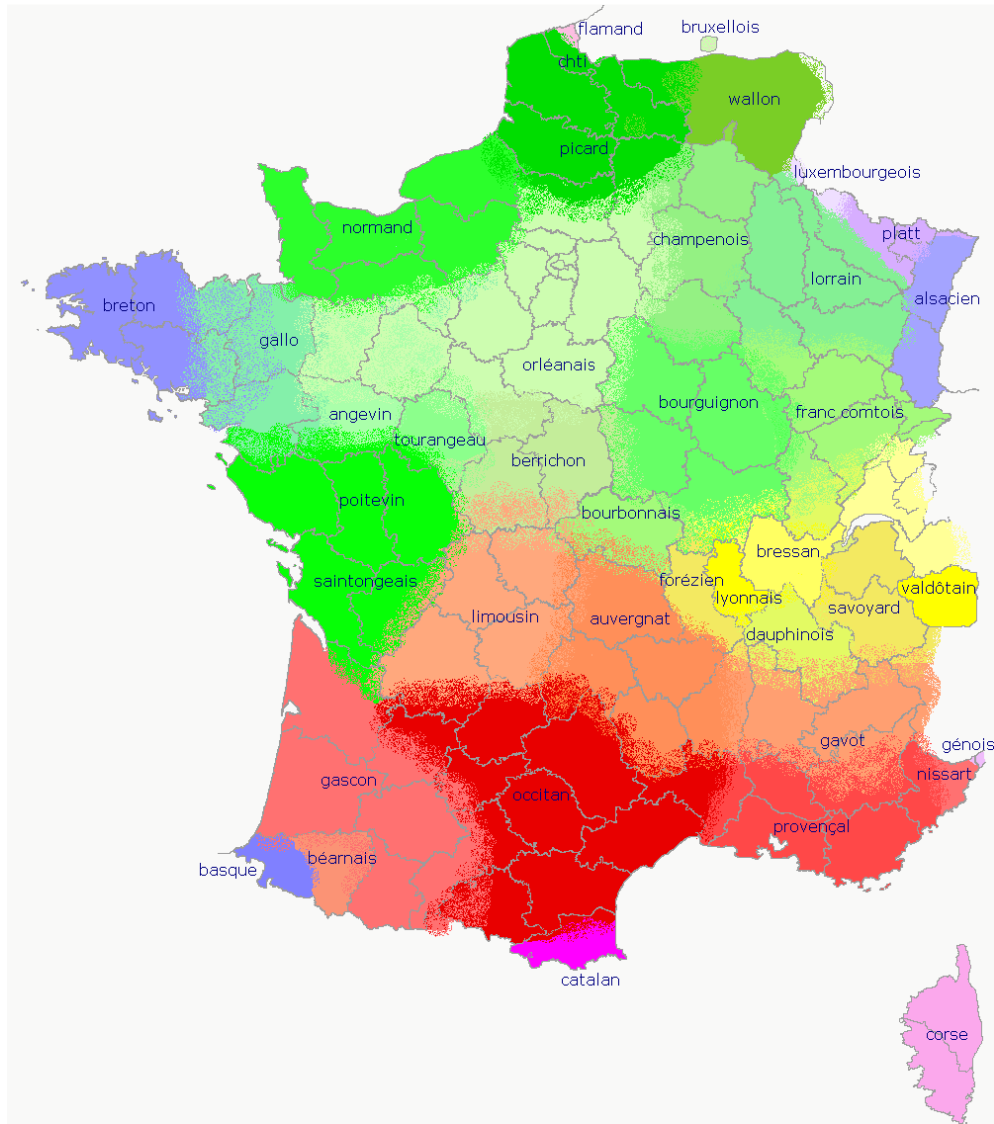 flamand
bruxellois
chti
wallon
picard
luxembourgeois
normand
champenois
platt
lorrain
breton
alsacien
gallo
orléanais
bourguignon
franc comtois
angevin
tourangeau
berrichon
poitevin
bourbonnais
bressan
saintongeais
forézien
valdôtain
lyonnais
savoyard
limousin
auvergnat
dauphinois
gavot
génois
nissart
gascon
occitan
provençal
béarnais
basque
catalan
corse